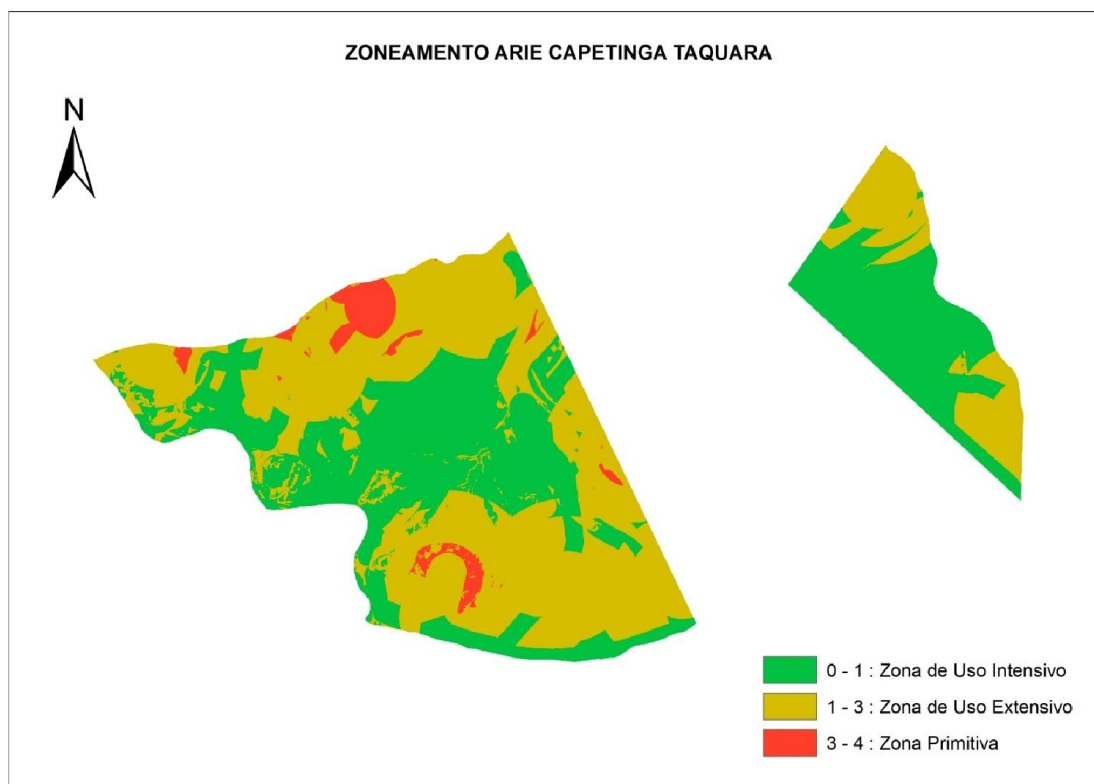 ZONEAMENTO ARIE CAPETINGA TAQUARA
N
0 - 1 : Zona de Uso Intensivo
1 - 3 : Zona de Uso Extensivo
3 - 4 : Zona Primitiva